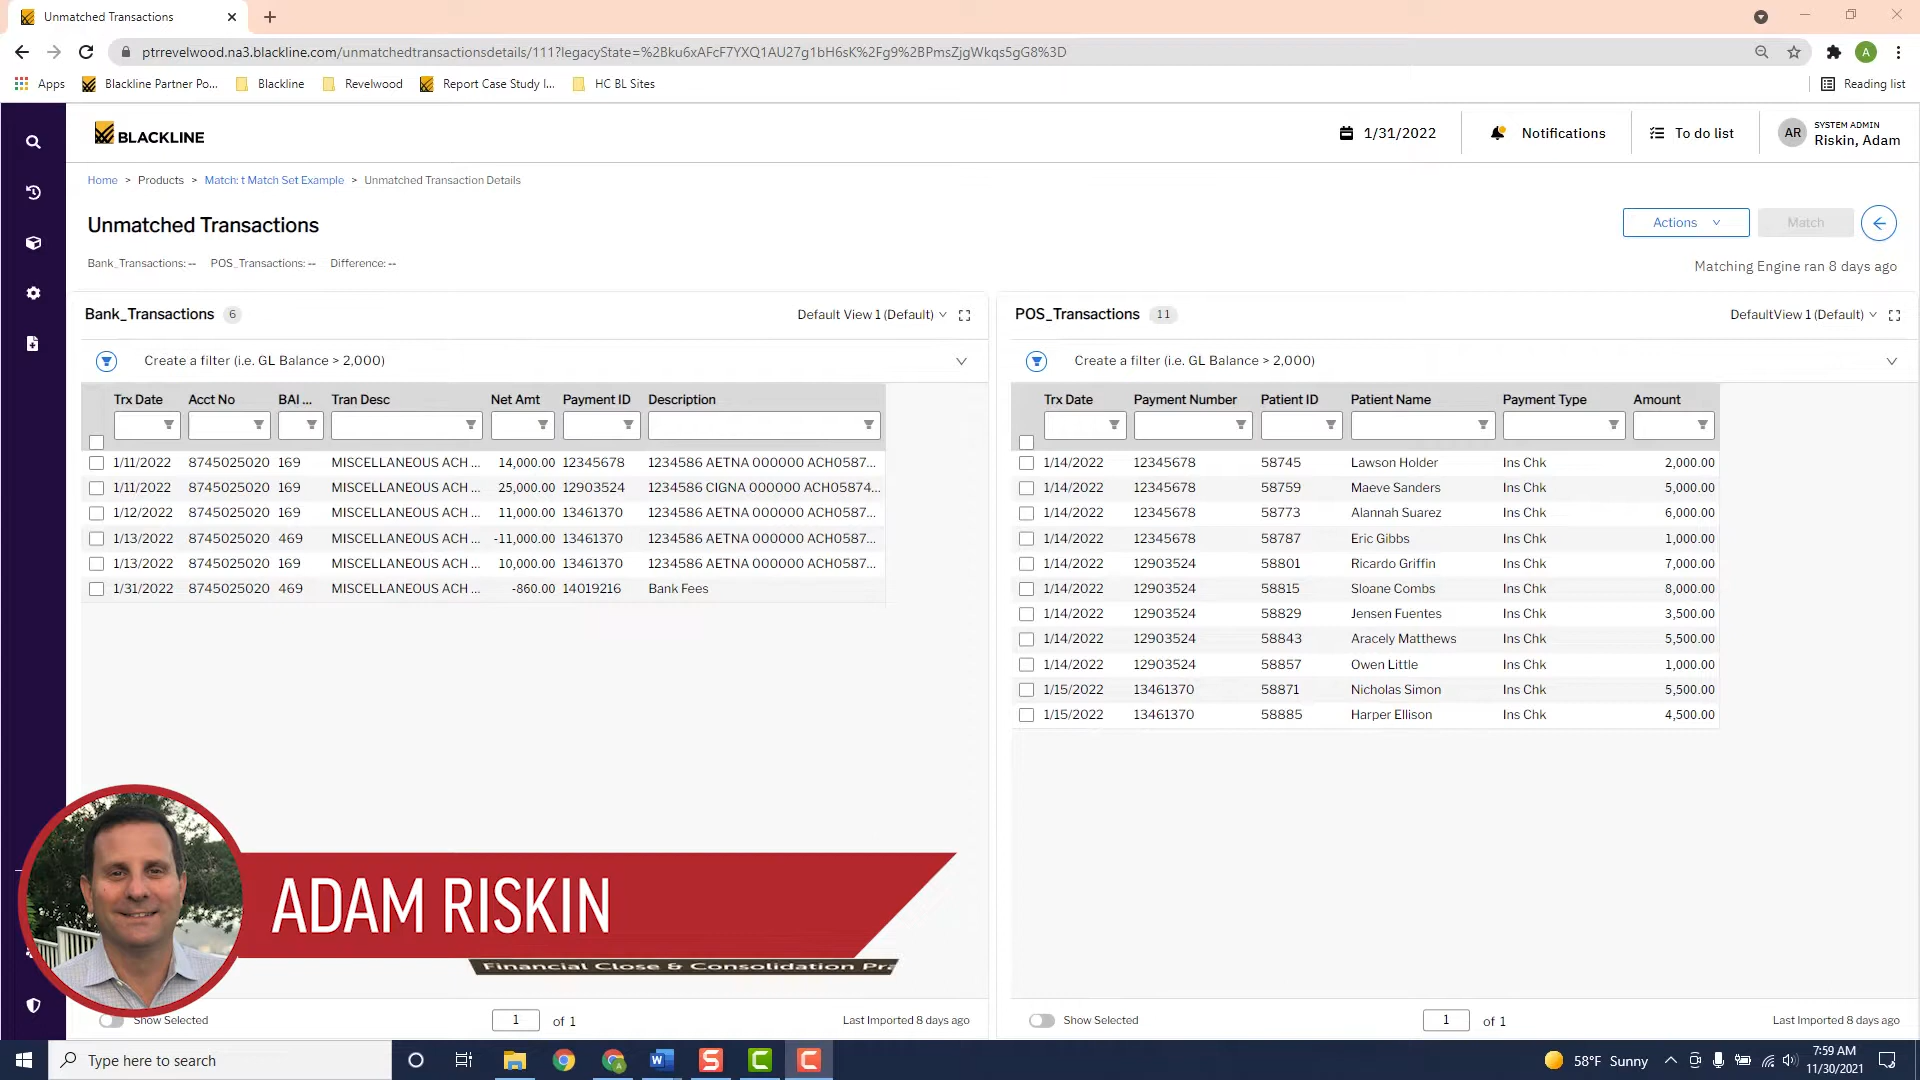 Unmatched Transactions
ptrrevelwood.na3.blackline.com/unmatchedtransactionsdetails/111?legacyState=%2Bku6xAFcF7YXQ1AU27g1bH6sK%2Fg9%2BPmsZjgWkqs5gG8%3D
A
Apps Blackline Partner Po... Blackline Revelwood Report Case Study I... HC BL Sites Reading list
BLACKLINE 1/31/2022 Notifications To do list AR SYSTEM ADMIN
Riskin, Adam
Home > Products > Match: t Match Set Example > Unmatched Transaction Details
Unmatched Transactions Actions Match
Bank_Transactions: -- POS_Transactions: -- Difference: --
Matching Engine ran 8 days ago
Bank_Transactions 6 Default View 1 (Default)
Create a filter (i.e. GL Balance > 2,000)
Trx Date Acct No BAI ... Tran Desc Net Amt Payment ID Description
1/11/2022 8745025020 169 MISCELLANEOUS ACH ... 14,000.00 12345678 1234586 AETNA 000000 ACH0587...
1/11/2022 8745025020 169 MISCELLANEOUS ACH ... 25,000.00 12903524 1234586 CIGNA 000000 ACH05874...
1/12/2022 8745025020 169 MISCELLANEOUS ACH ... 11,000.00 13461370 1234586 AETNA 000000 ACH0587...
1/13/2022 8745025020 469 MISCELLANEOUS ACH ... -11,000.00 13461370 1234586 AETNA 000000 ACH0587...
1/13/2022 8745025020 169 MISCELLANEOUS ACH ... 10,000.00 13461370 1234586 AETNA 000000 ACH0587...
1/31/2022 8745025020 469 MISCELLANEOUS ACH ... -860.00 14019216 Bank Fees
POS_Transactions 11 DefaultView 1 (Default)
Create a filter (i.e. GL Balance > 2,000)
Trx Date Payment Number Patient ID Patient Name Payment Type Amount
1/14/2022 12345678 58745 Lawson Holder Ins Chk 2,000.00
1/14/2022 12345678 58759 Maeve Sanders Ins Chk 5,000.00
1/14/2022 12345678 58773 Alannah Suarez Ins Chk 6,000.00
1/14/2022 12345678 58787 Eric Gibbs Ins Chk 1,000.00
1/14/2022 12903524 58801 Ricardo Griffin Ins Chk 7,000.00
1/14/2022 12903524 58815 Sloane Combs Ins Chk 8,000.00
1/14/2022 12903524 58829 Jensen Fuentes Ins Chk 3,500.00
1/14/2022 12903524 58843 Aracely Matthews Ins Chk 5,500.00
1/14/2022 12903524 58857 Owen Little Ins Chk 1,000.00
1/15/2022 13461370 58871 Nicholas Simon Ins Chk 5,500.00
1/15/2022 13461370 58885 Harper Ellison Ins Chk 4,500.00
ADAM RISKIN
Financial Close & Consolidation Pra
Show Selected 1 of 1 Last Imported 8 days ago
Show Selected 1 of 1 Last Imported 8 days ago
Type here to search 58°F Sunny 7:59 AM
11/30/2021